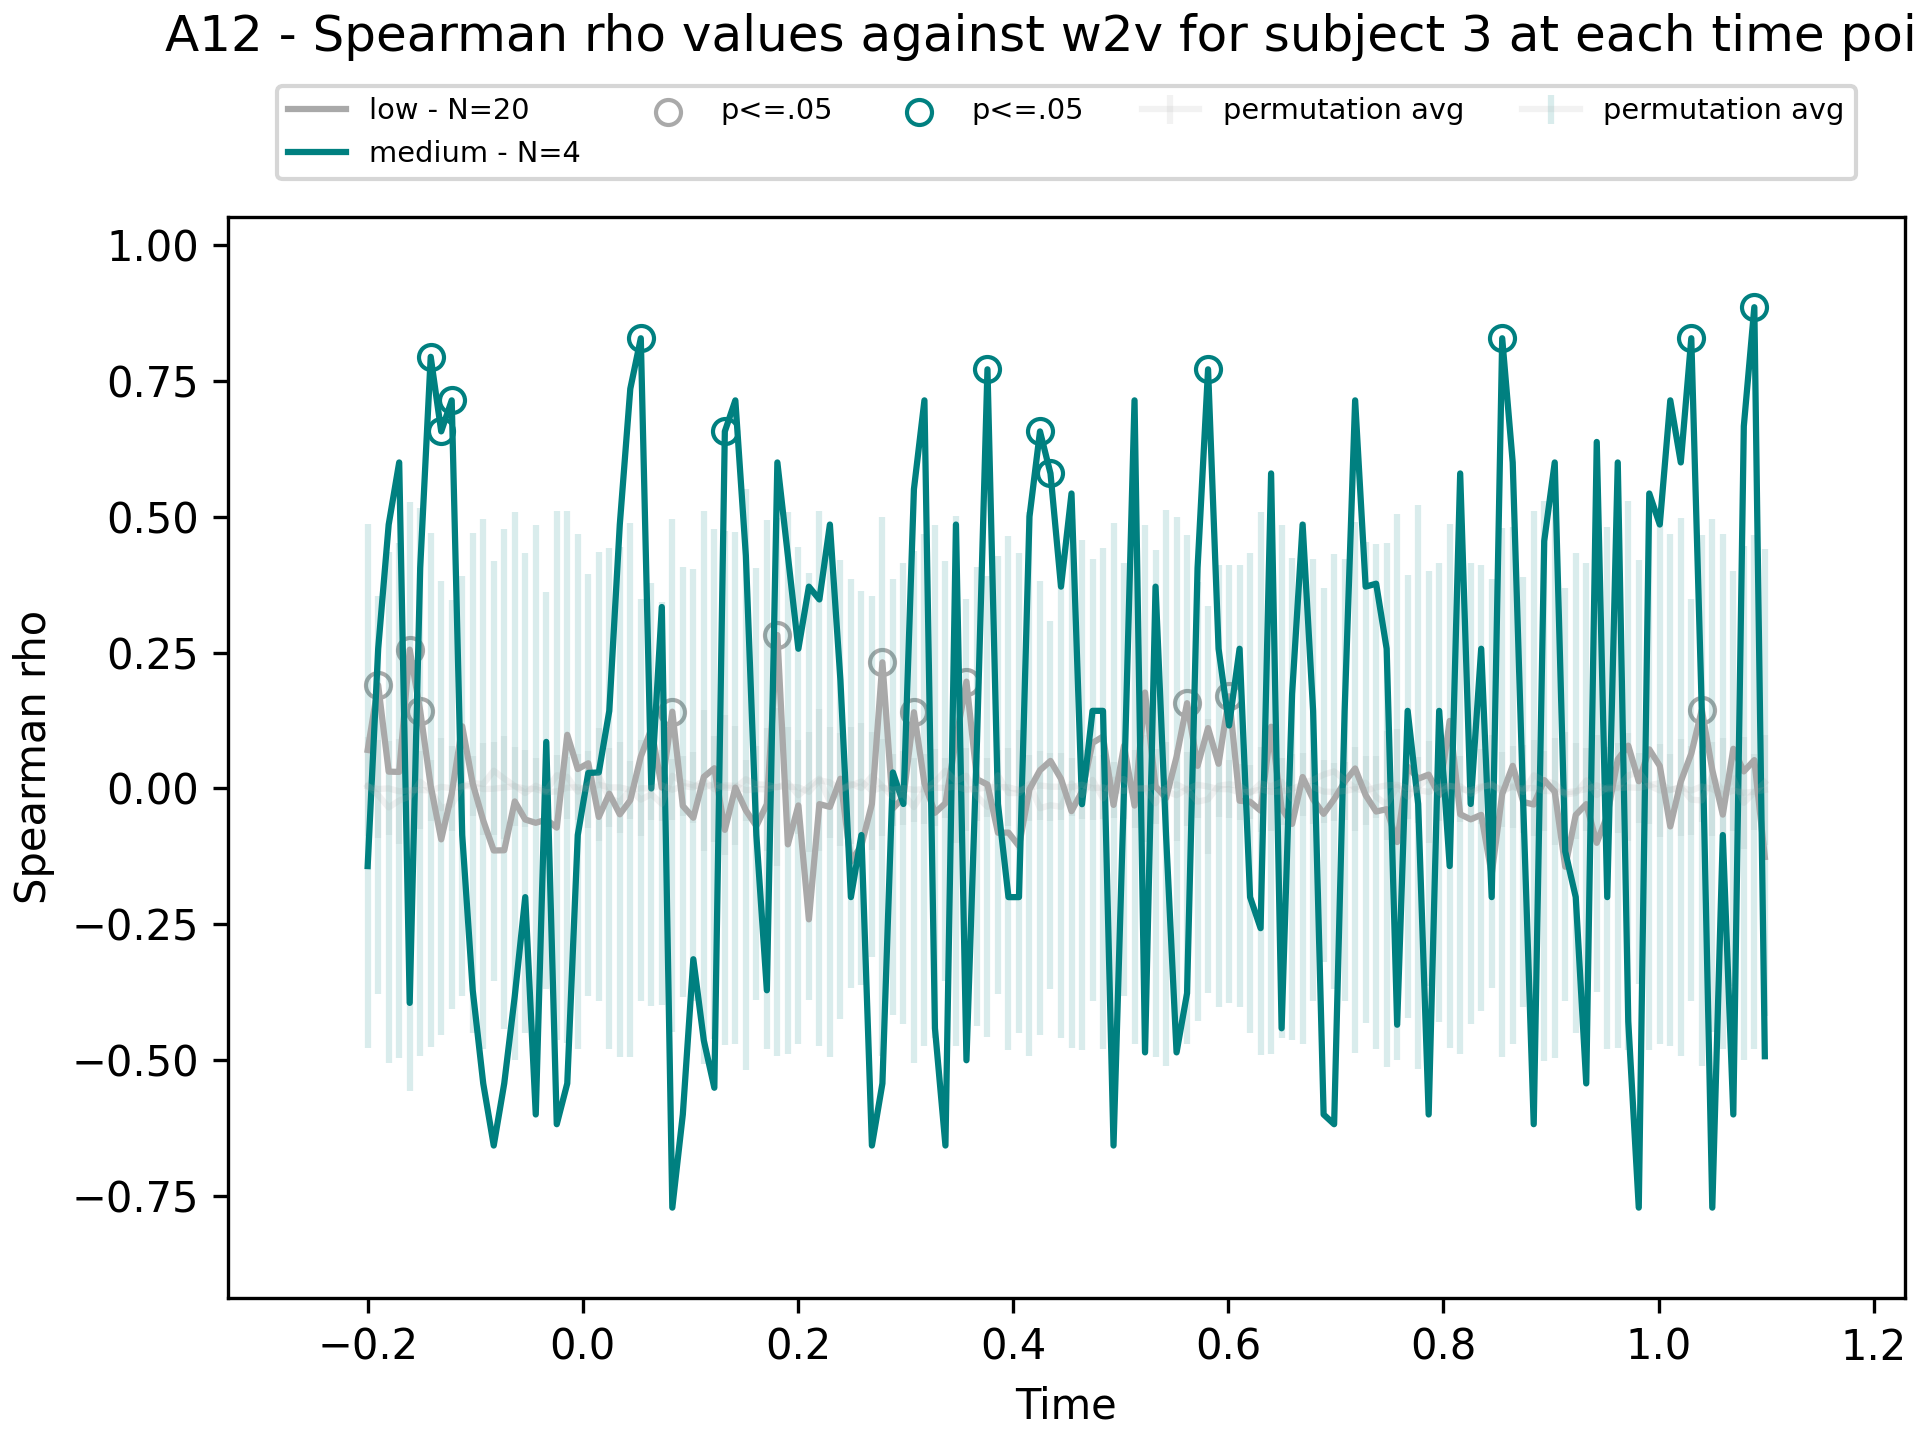 A12 - Spearman rho values against w2v for subject 3 at each time poi
low - N=20
p<=.05
p<=.05
permutation avg
permutation avg
medium - N=4
1.00
0.75
0.50
0.25
0.00
−0.25
−0.50
−0.75
Spearman rho
−0.2
0.0
0.2
0.4
0.6
0.8
1.0
1.2
Time